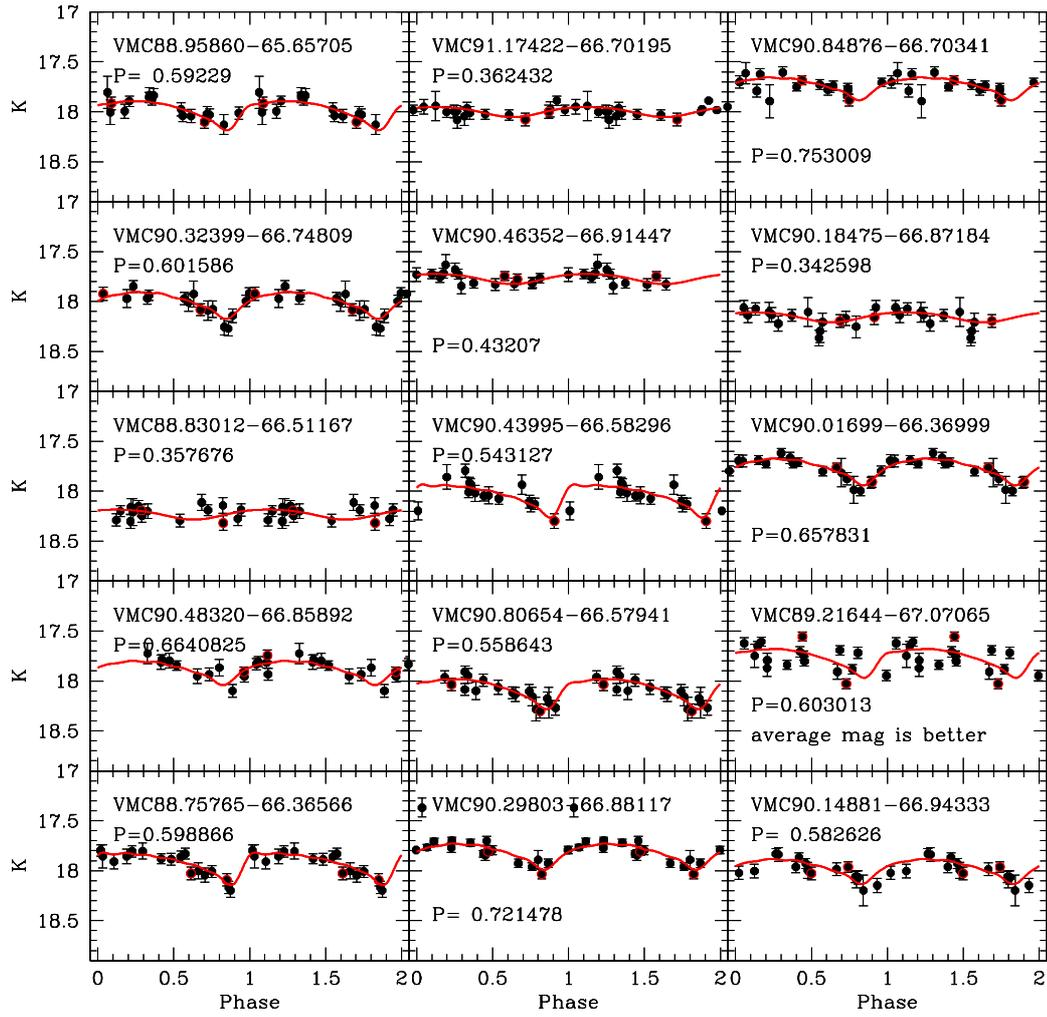 17
VMC88.95860-65.65705
VMC91.17422-66.70195
VMC90.84876-66.70341
P= 0.59229
P=0.362432
17.5
K
18
18.5
P=0.753009
17
VMC90.32399-66.74809
VMC90.46352-66.91447
VMC90.18475-66.87184
P=0.601586
P=0.342598
17.5
K
18
18.5
P=0.43207
17
VMC88.83012-66.51167
VMC90.43995-66.58296
VMC90.01699-66.36999
P=0.357676
P=0.543127
17.5
K
18
18.5
P=0.657831
17
VMC90.48320-66.85892
VMC90.80654-66.57941
VMC89.21644-67.07065
P=0.6640825
P=0.558643
17.5
K
18
18.5
P=0.603013
average mag is better
17
VMC88.75765-66.36566
VMC90.29803-66.88117
VMC90.14881-66.94333
P=0.598866
P= 0.582626
17.5
K
18
18.5
P= 0.721478
0 0.5 1 1.5 2 0 0.5 1 1.5 2 0 0.5 1 1.5 2
Phase Phase Phase